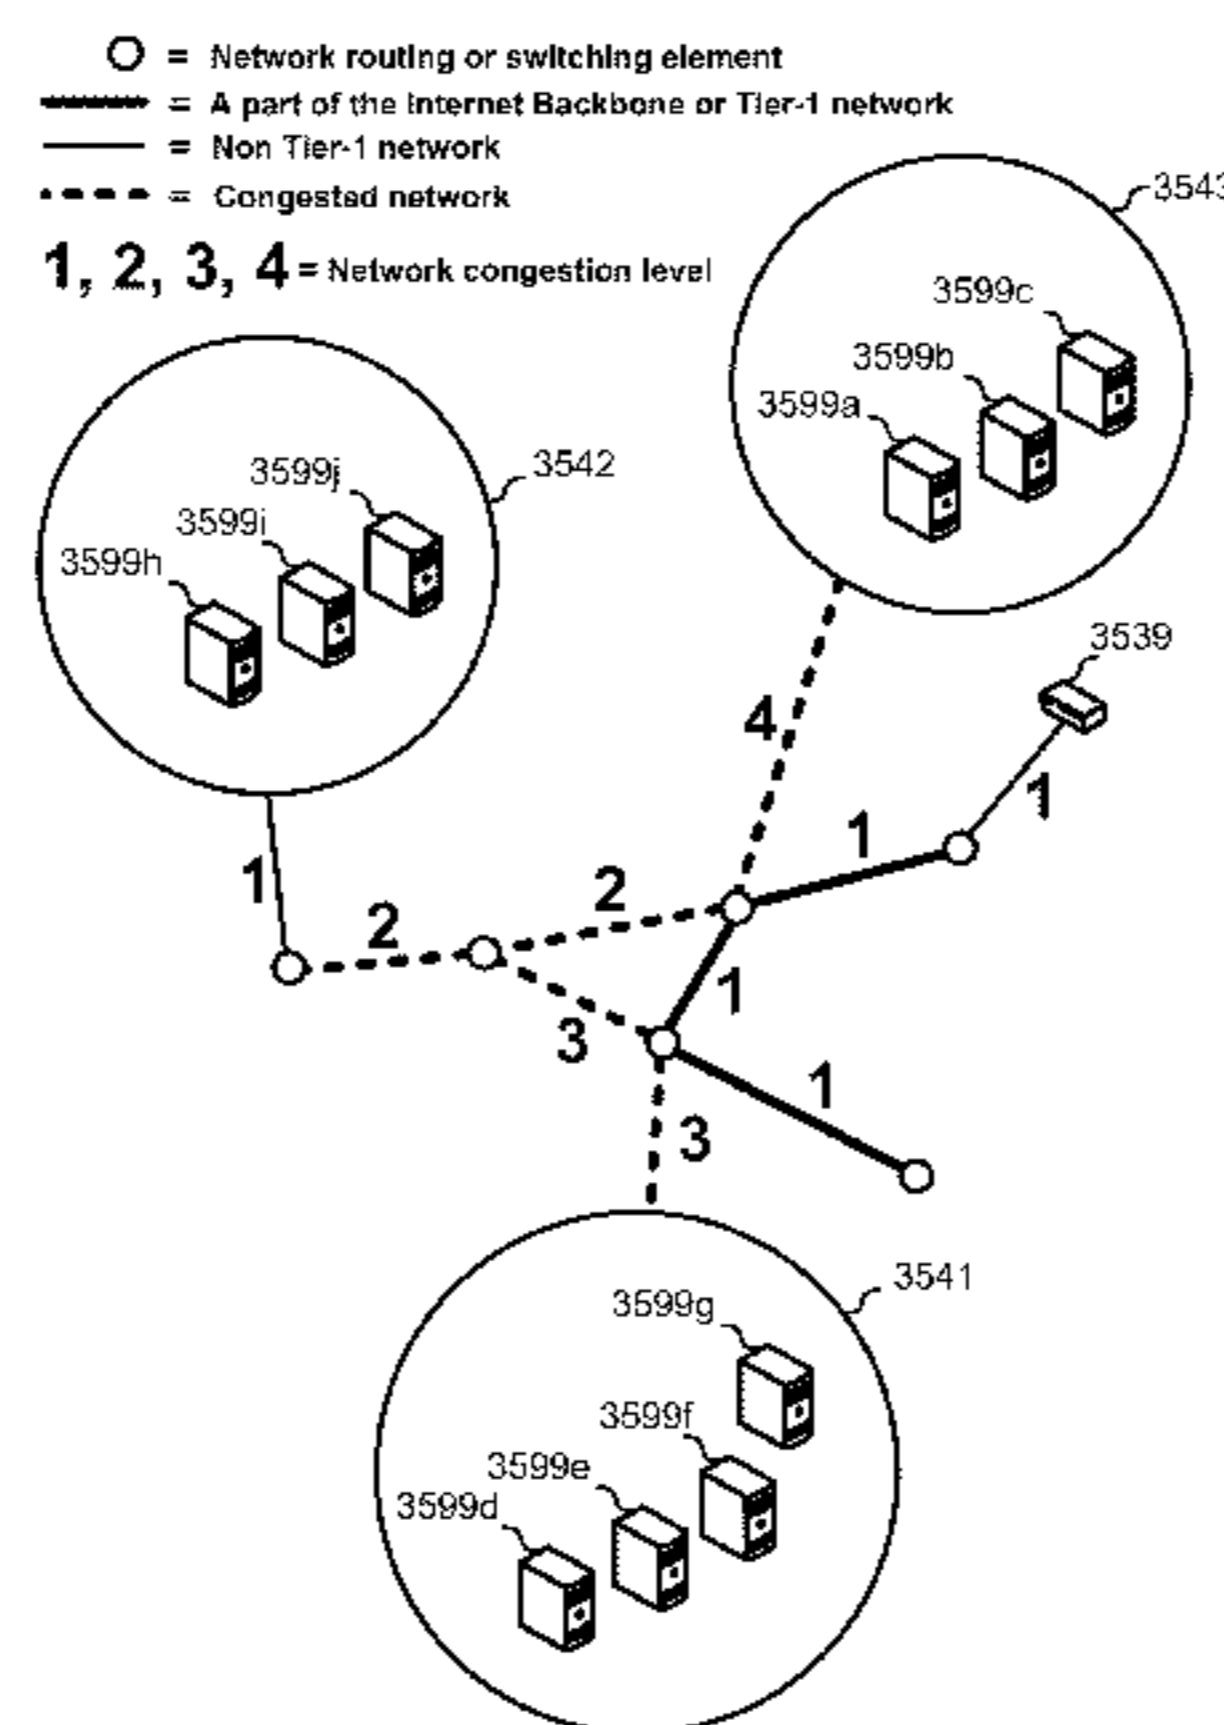 = Network routing or switching element
= A part of the Internet Backbone or Tier-1 network
= Non Tier-1 network
= Congested network
1, 2, 3, 4 = Network congestion level
3543
3599c
3599b
3599a
3542
3599j
3599i
3599h
3539
4
1
1
1
2
2
1
3
1
3
3541
3599g
3599f
3599e
3599d